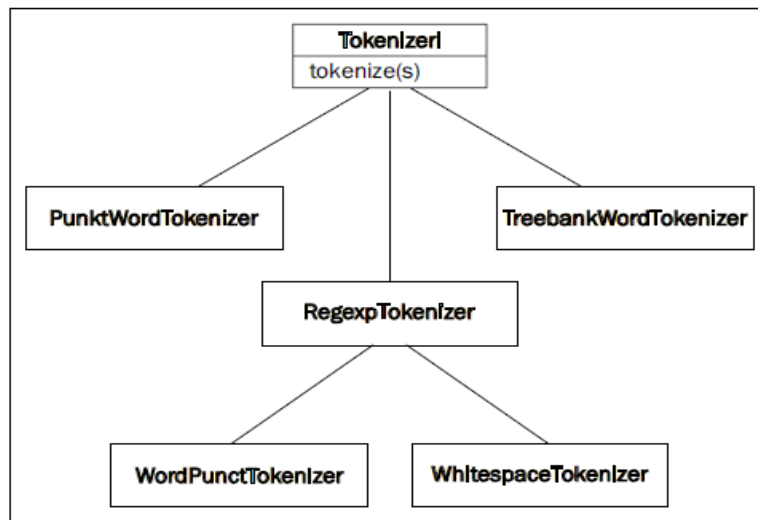 TokenizerI
tokenize(s)
PunktWordTokenizer
TreebankWordTokenizer
RegexpTokenizer
WordPunctTokenizer
WhitespaceTokenizer